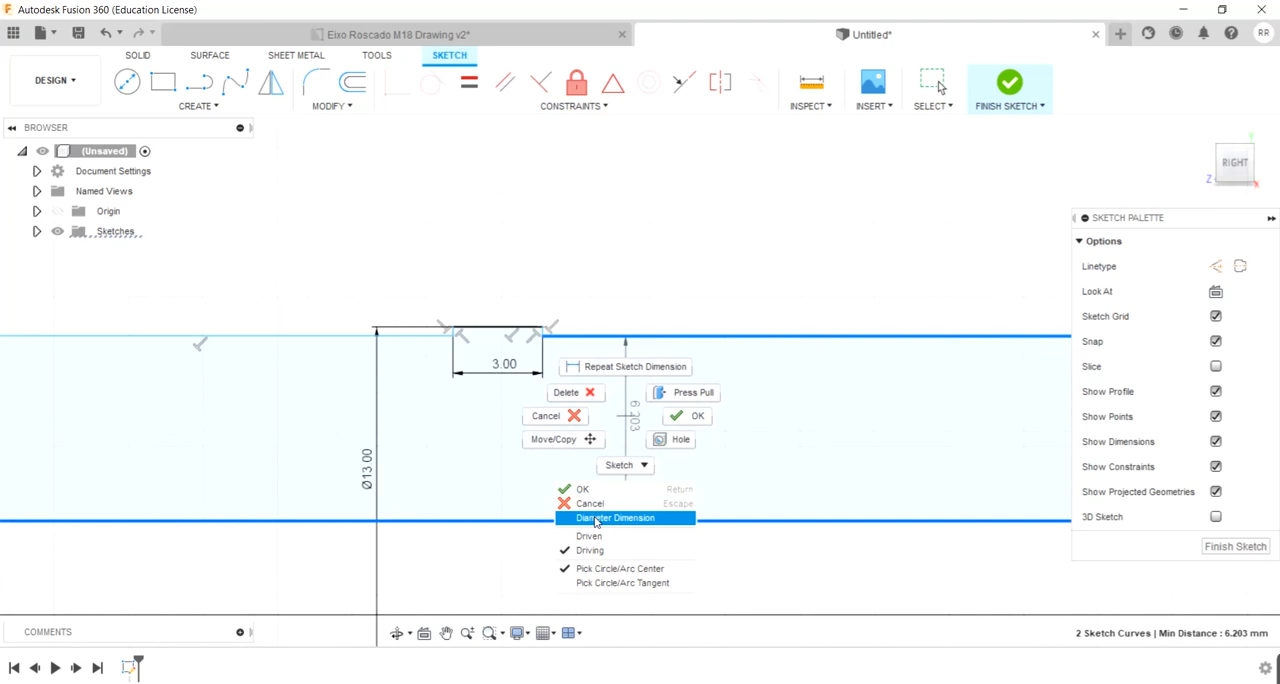 Autodesk Fusion 360 (Education License)
Eixo Roscado M18 Drawing v2*
Untitled*
RR
SOLID SURFACE SHEET METAL TOOLS SKETCH
DESIGN
CREATE MODIFY CONSTRAINTS INSPECT INSERT SELECT FINISH SKETCH
BROWSER
(Unsaved)
Document Settings
Named Views
Origin
Sketches
RIGHT
Y
Z
X
SKETCH PALETTE
Options
Linetype
Look At
Sketch Grid
Snap
Slice
Show Profile
Show Points
Show Dimensions
Show Constraints
Show Projected Geometries
3D Sketch
Finish Sketch
3.00
Ø13.00
6.203
Repeat Sketch Dimension
Delete
Press Pull
Cancel
OK
Move/Copy
Hole
Sketch
OK Return
Cancel Escape
Diameter Dimension
Driven
Driving
Pick Circle/Arc Center
Pick Circle/Arc Tangent
COMMENTS
2 Sketch Curves | Min Distance : 6.203 mm